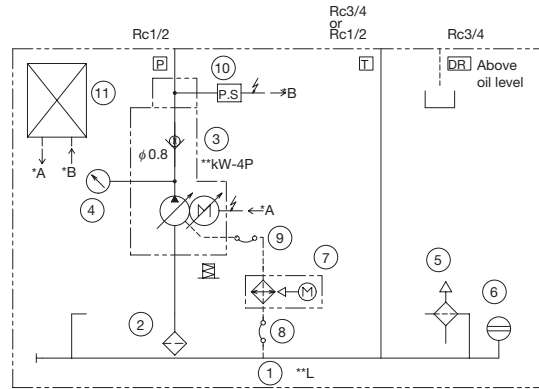 Rc3/4
or
Rc1/2
Rc1/2
Rc3/4
P
T
DR Above
oil level
10
P.S
*B
11
3
φ0.8
**kW-4P
*A
*B
4
M
*A
9
7
M
5
6
2
8
1
**L